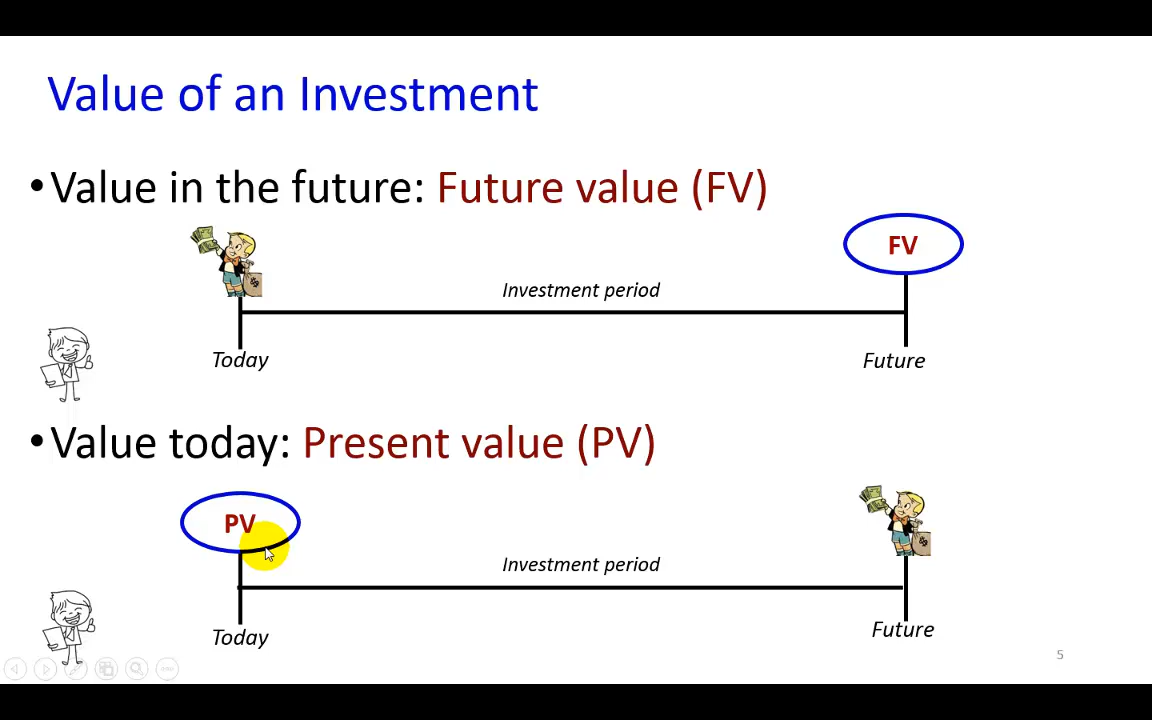 Value of an Investment
•Value in the future: Future value (FV)
FV
Investment period
Today
Future
•Value today: Present value (PV)
PV
Investment period
Today
Future
5